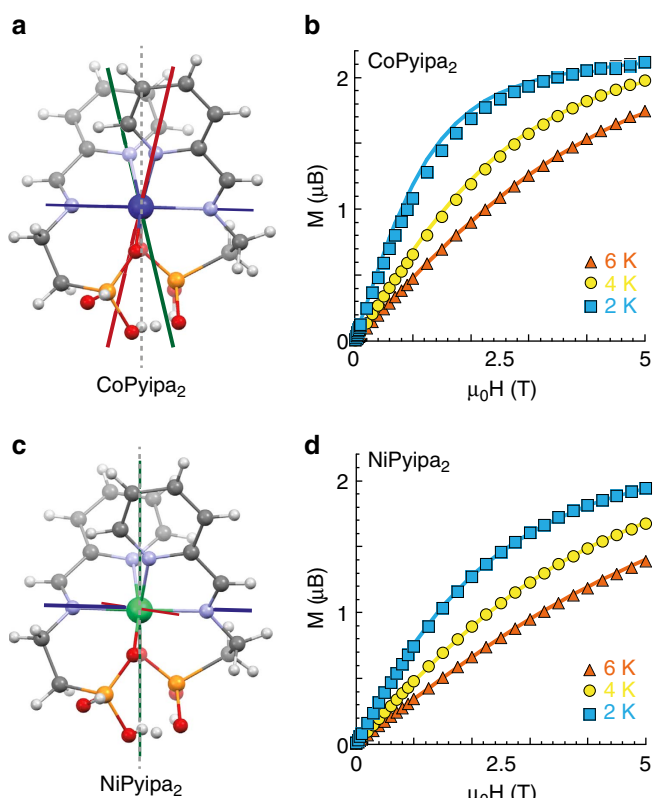 a
CoPyipa₂
b
CoPyipa₂
M (μB)
2
1
0
0
2.5
5
μ₀H (T)
6 K
4 K
2 K
c
NiPyipa₂
d
NiPyipa₂
M (μB)
2
1
0
0
2.5
5
μ₀H (T)
6 K
4 K
2 K